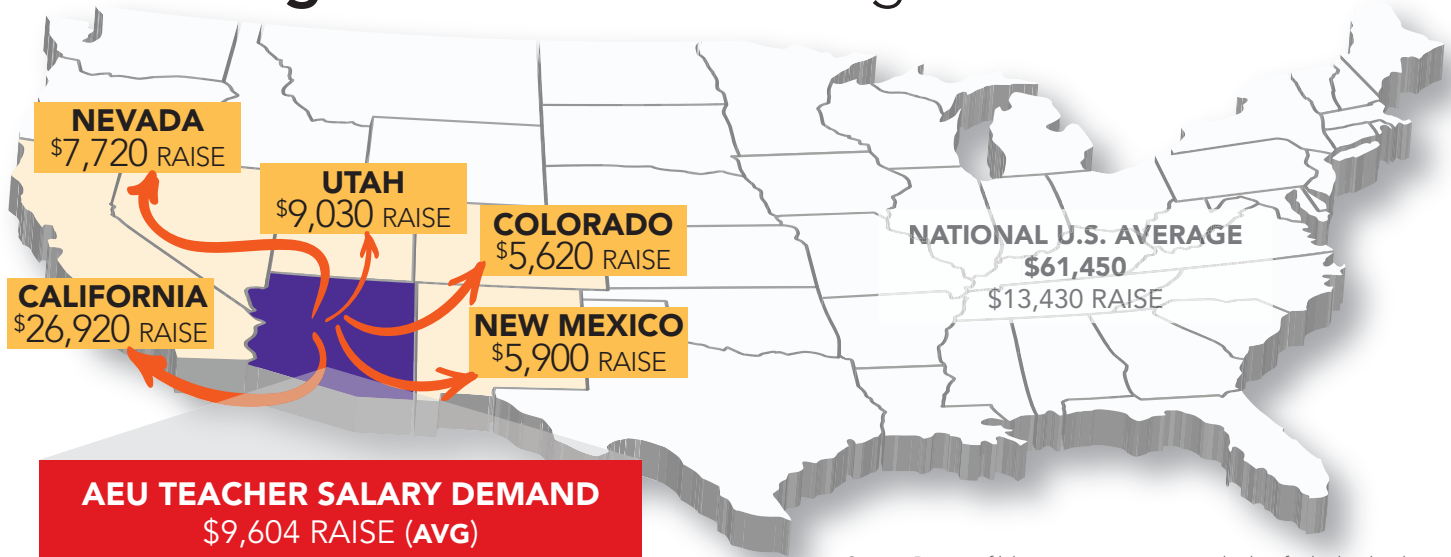 NEVADA
$7,720 RAISE
UTAH
$9,030 RAISE
COLORADO
$5,620 RAISE
NATIONAL U.S. AVERAGE
$61,450
$13,430 RAISE
CALIFORNIA
$26,920 RAISE
NEW MEXICO
$5,900 RAISE
AEU TEACHER SALARY DEMAND
$9,604 RAISE (AVG)